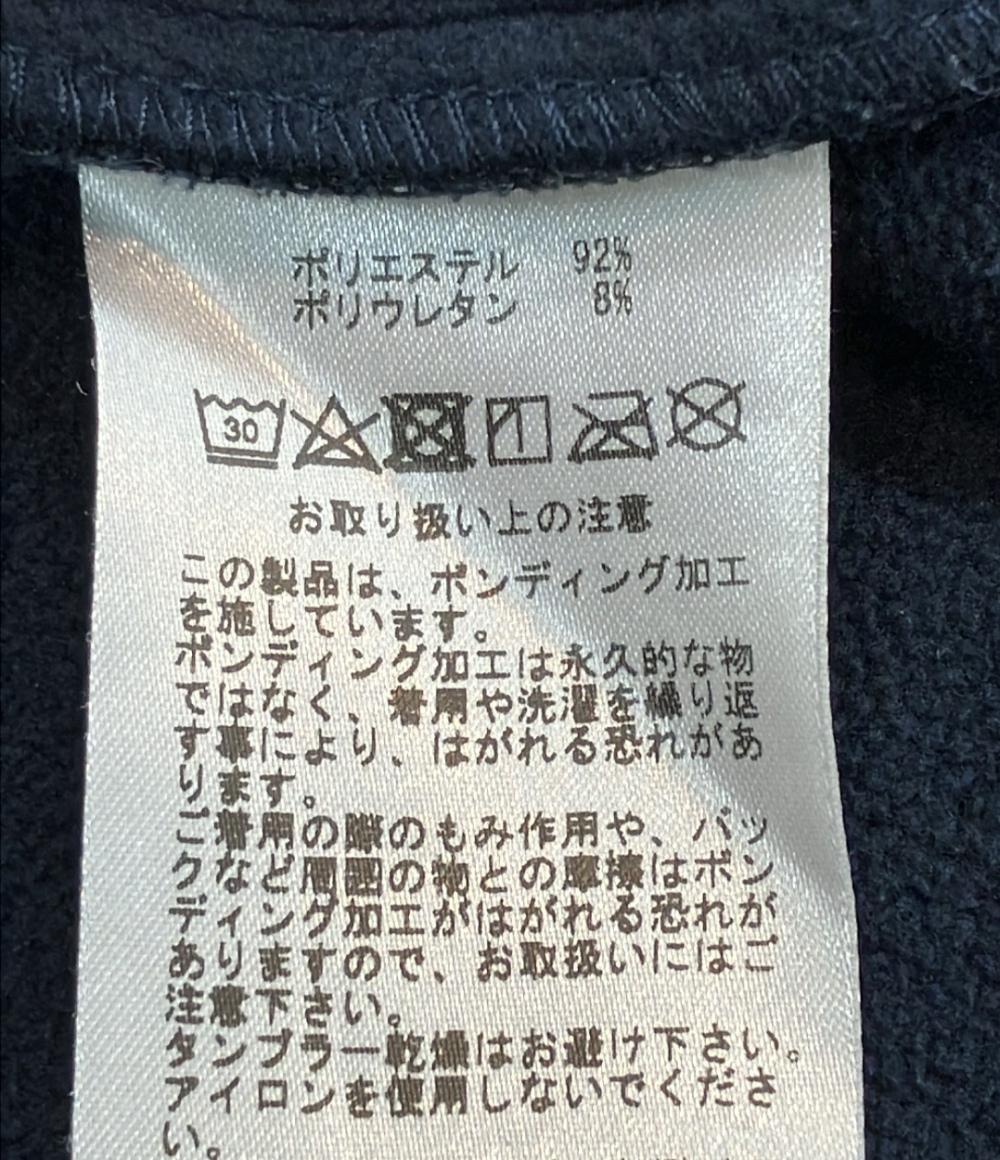 ポリエステル 92%
ポリウレタン 8%
30
お取り扱い上の注意
この製品は、ボンディング加工
を施しています。
ボンディング加工は永久的な物
ではなく、着用や洗濯を繰り返
す事により、はがれる恐れがあ
ります。
ご着用の際のもみ作用や、バッ
クなど周囲の物との摩擦はボン
ディング加工がはがれる恐れが
ありますので、お取扱いにはご
注意下さい。
タンブラー乾燥はお避け下さい。
アイロンを使用しないでくださ
い。